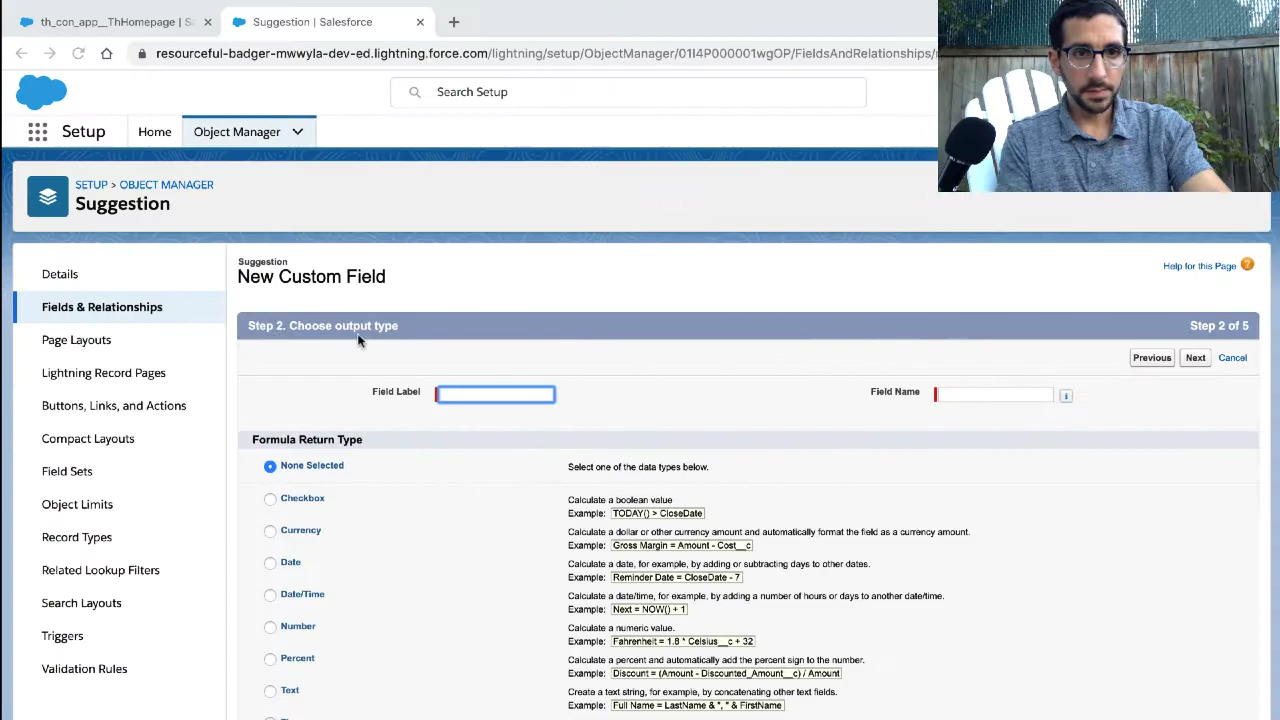 th_con_app__ThHomepage | Sa
Suggestion | Salesforce
resourceful-badger-mwwyla-dev-ed.lightning.force.com/lightning/setup/ObjectManager/01I4P000001wgOP/FieldsAndRelationships/
Search Setup
Setup
Home
Object Manager
SETUP > OBJECT MANAGER
Suggestion
Details
Fields & Relationships
Page Layouts
Lightning Record Pages
Buttons, Links, and Actions
Compact Layouts
Field Sets
Object Limits
Record Types
Related Lookup Filters
Search Layouts
Triggers
Validation Rules
Suggestion
New Custom Field
Help for this Page
Step 2. Choose output type
Step 2 of 5
Previous
Next
Cancel
Field Label
Field Name
Formula Return Type
None Selected
Select one of the data types below.
Checkbox
Calculate a boolean value
Example: TODAY() > CloseDate
Currency
Calculate a dollar or other currency amount and automatically format the field as a currency amount.
Example: Gross Margin = Amount - Cost__c
Date
Calculate a date, for example, by adding or subtracting days to other dates.
Example: Reminder Date = CloseDate - 7
Date/Time
Calculate a date/time, for example, by adding a number of hours or days to another date/time.
Example: Next = NOW() + 1
Number
Calculate a numeric value.
Example: Fahrenheit = 1.8 * Celsius__c + 32
Percent
Calculate a percent and automatically add the percent sign to the number.
Example: Discount = (Amount - Discounted_Amount__c) / Amount
Text
Create a text string, for example, by concatenating other text fields.
Example: Full Name = LastName & ", " & FirstName